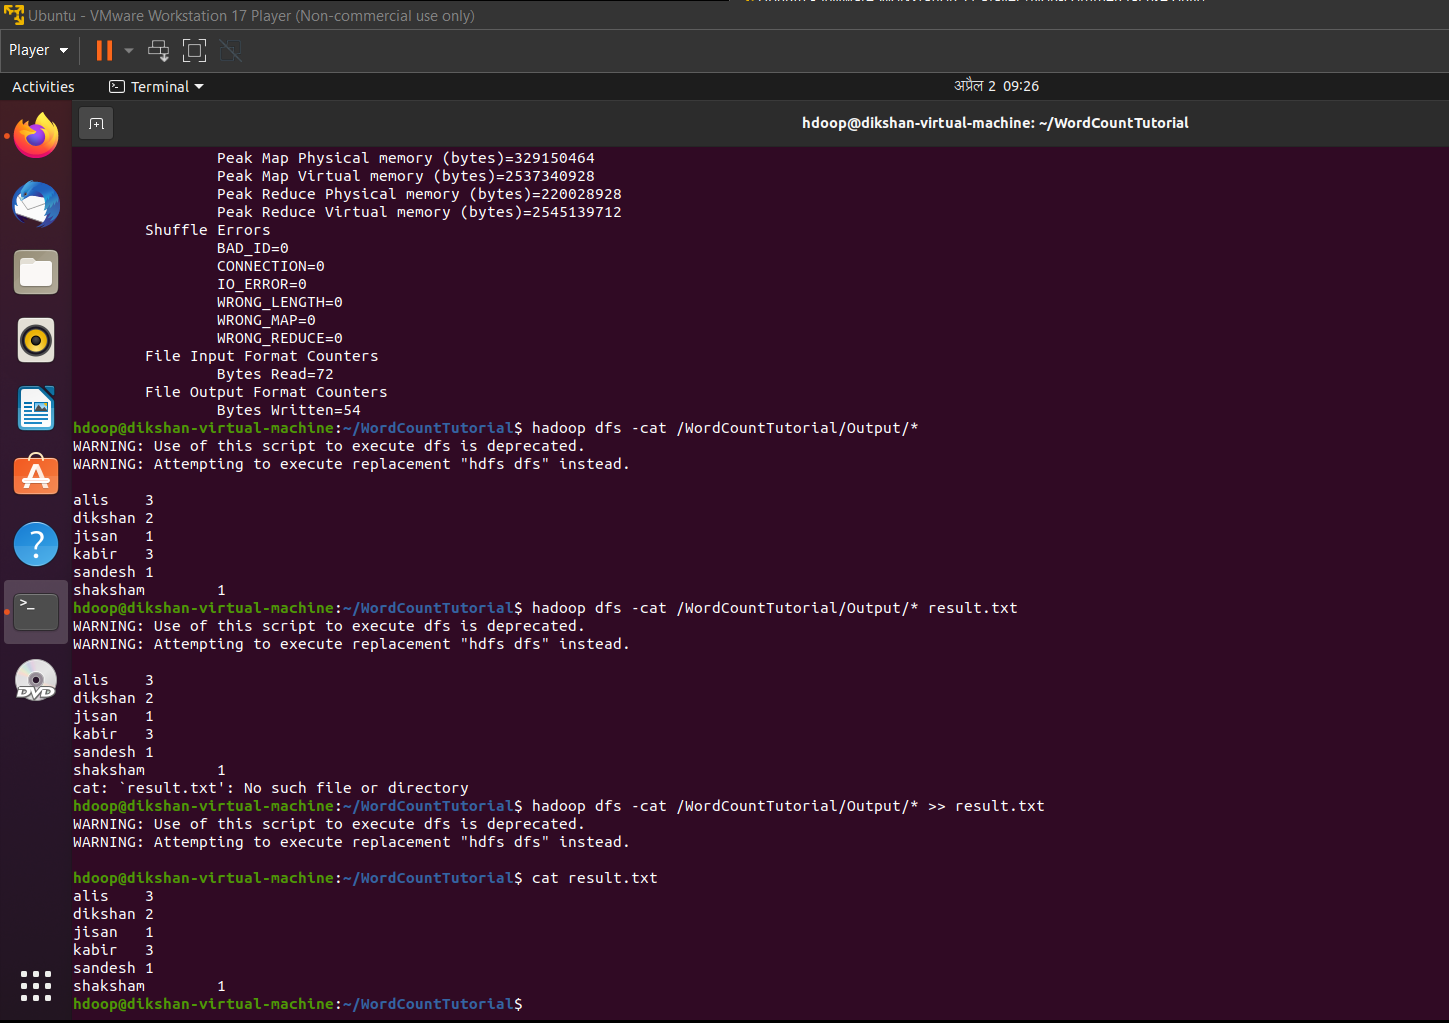 Ubuntu - VMware Workstation 17 Player (Non-commercial use only)
Player
Activities
Terminal
अप्रैल 2 09:26
hdoop@dikshan-virtual-machine: ~/WordCountTutorial
Peak Map Physical memory (bytes)=329150464
Peak Map Virtual memory (bytes)=2537340928
Peak Reduce Physical memory (bytes)=220028928
Peak Reduce Virtual memory (bytes)=2545139712
Shuffle Errors
BAD_ID=0
CONNECTION=0
IO_ERROR=0
WRONG_LENGTH=0
WRONG_MAP=0
WRONG_REDUCE=0
File Input Format Counters
Bytes Read=72
File Output Format Counters
Bytes Written=54
hdoop@dikshan-virtual-machine:~/WordCountTutorial$ hadoop dfs -cat /WordCountTutorial/Output/*
WARNING: Use of this script to execute dfs is deprecated.
WARNING: Attempting to execute replacement "hdfs dfs" instead.
alis 3
dikshan 2
jisan 1
kabir 3
sandesh 1
shaksham 1
hdoop@dikshan-virtual-machine:~/WordCountTutorial$ hadoop dfs -cat /WordCountTutorial/Output/* result.txt
WARNING: Use of this script to execute dfs is deprecated.
WARNING: Attempting to execute replacement "hdfs dfs" instead.
alis 3
dikshan 2
jisan 1
kabir 3
sandesh 1
shaksham 1
cat: `result.txt': No such file or directory
hdoop@dikshan-virtual-machine:~/WordCountTutorial$ hadoop dfs -cat /WordCountTutorial/Output/* >> result.txt
WARNING: Use of this script to execute dfs is deprecated.
WARNING: Attempting to execute replacement "hdfs dfs" instead.
hdoop@dikshan-virtual-machine:~/WordCountTutorial$ cat result.txt
alis 3
dikshan 2
jisan 1
kabir 3
sandesh 1
shaksham 1
hdoop@dikshan-virtual-machine:~/WordCountTutorial$
DVD